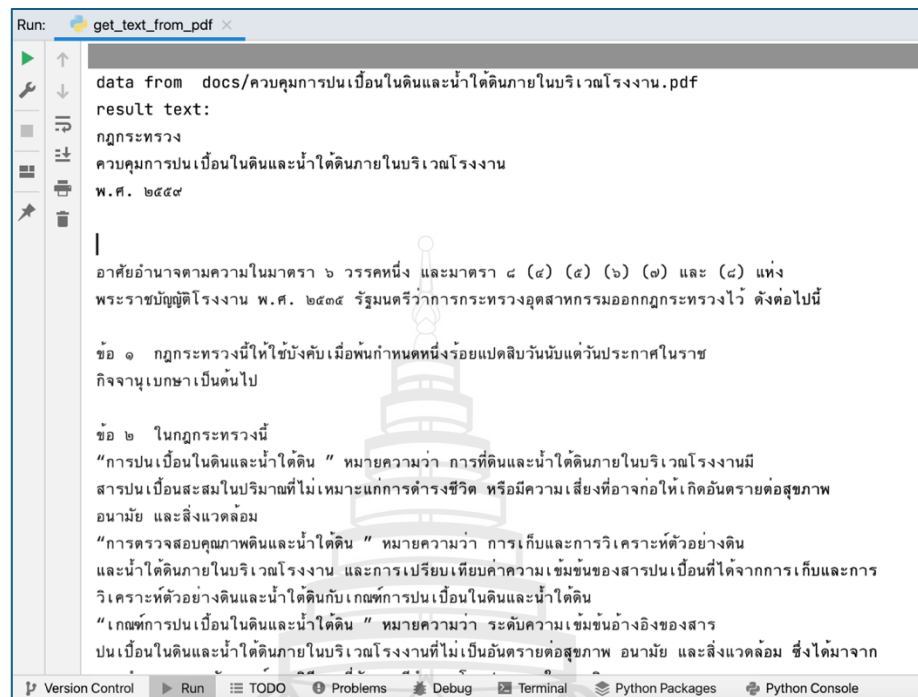 Run: get_text_from_pdf ×
data from docs/ควบคุมการปนเปื้อนในดินและน้ำใต้ดินภายในบริเวณโรงงาน.pdf
result text:
กฎกระทรวง
ควบคุมการปนเปื้อนในดินและน้ำใต้ดินภายในบริเวณโรงงาน
พ.ศ. ๒๕๕๙
อาศัยอำนาจตามความในมาตรา ๖ วรรคหนึ่ง และมาตรา ๘ (๔) (๕) (๖) (๗) และ (๘) แห่ง
พระราชบัญญัติโรงงาน พ.ศ. ๒๕๓๕ รัฐมนตรีว่าการกระทรวงอุตสาหกรรมออกกฎกระทรวงไว้ ดังต่อไปนี้
ข้อ ๑ กฎกระทรวงนี้ให้ใช้บังคับเมื่อพ้นกำหนดหนึ่งร้อยแปดสิบวันนับแต่วันประกาศในราช
กิจจานุเบกษาเป็นต้นไป
ข้อ ๒ ในกฎกระทรวงนี้
“การปนเปื้อนในดินและน้ำใต้ดิน ” หมายความว่า การที่ดินและน้ำใต้ดินภายในบริเวณโรงงานมี
สารปนเปื้อนสะสมในปริมาณที่ไม่เหมาะแก่การดำรงชีวิต หรือมีความเสี่ยงที่อาจก่อให้เกิดอันตรายต่อสุขภาพ
อนามัย และสิ่งแวดล้อม
“การตรวจสอบคุณภาพดินและน้ำใต้ดิน ” หมายความว่า การเก็บและการวิเคราะห์ตัวอย่างดิน
และน้ำใต้ดินภายในบริเวณโรงงาน และการเปรียบเทียบค่าความเข้มข้นของสารปนเปื้อนที่ได้จากการเก็บและการ
วิเคราะห์ตัวอย่างดินและน้ำใต้ดินกับเกณฑ์การปนเปื้อนในดินและน้ำใต้ดิน
“เกณฑ์การปนเปื้อนในดินและน้ำใต้ดิน ” หมายความว่า ระดับความเข้มข้นอ้างอิงของสาร
ปนเปื้อนในดินและน้ำใต้ดินภายในบริเวณโรงงานที่ไม่เป็นอันตรายต่อสุขภาพ อนามัย และสิ่งแวดล้อม ซึ่งได้มาจาก
Version Control Run TODO Problems Debug Terminal Python Packages Python Console